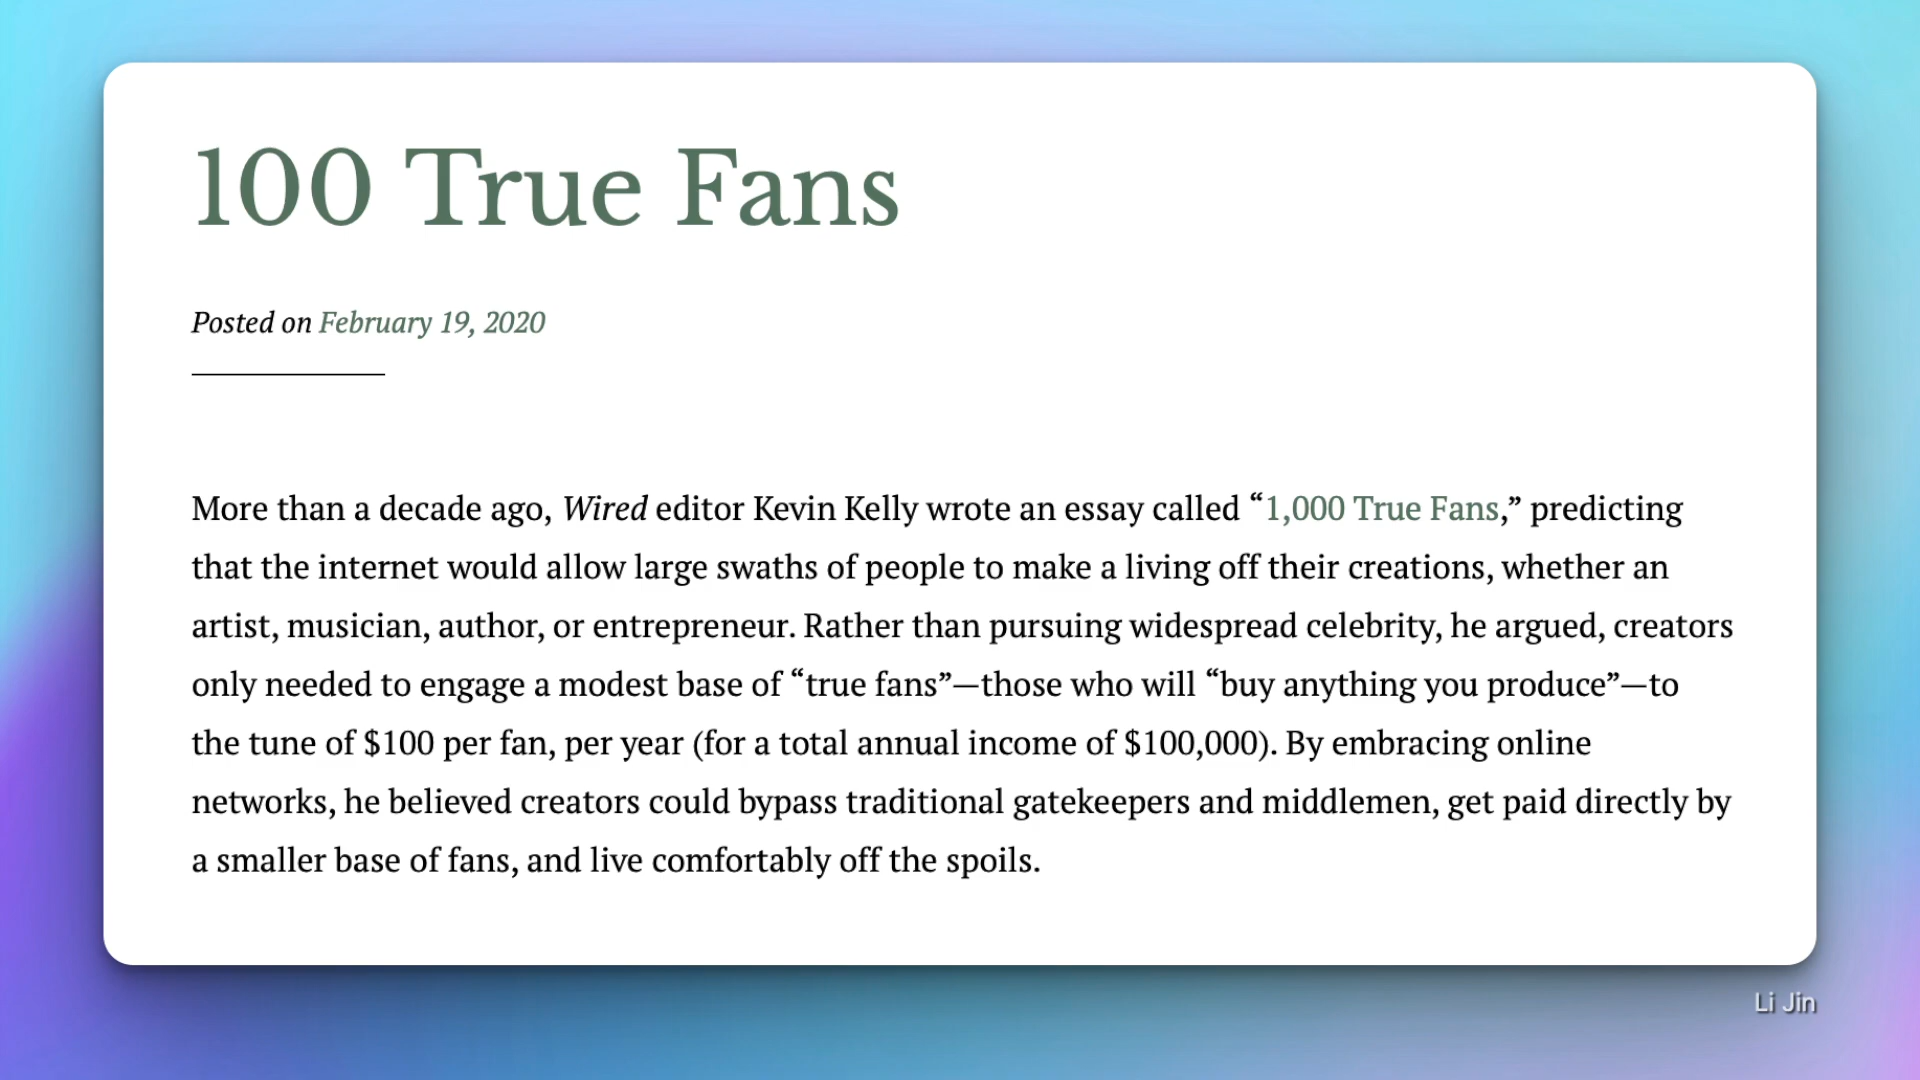 100 True Fans
Posted on February 19, 2020
More than a decade ago, Wired editor Kevin Kelly wrote an essay called “1,000 True Fans,” predicting
that the internet would allow large swaths of people to make a living off their creations, whether an
artist, musician, author, or entrepreneur. Rather than pursuing widespread celebrity, he argued, creators
only needed to engage a modest base of “true fans”—those who will “buy anything you produce”—to
the tune of $100 per fan, per year (for a total annual income of $100,000). By embracing online
networks, he believed creators could bypass traditional gatekeepers and middlemen, get paid directly by
a smaller base of fans, and live comfortably off the spoils.
Li Jin